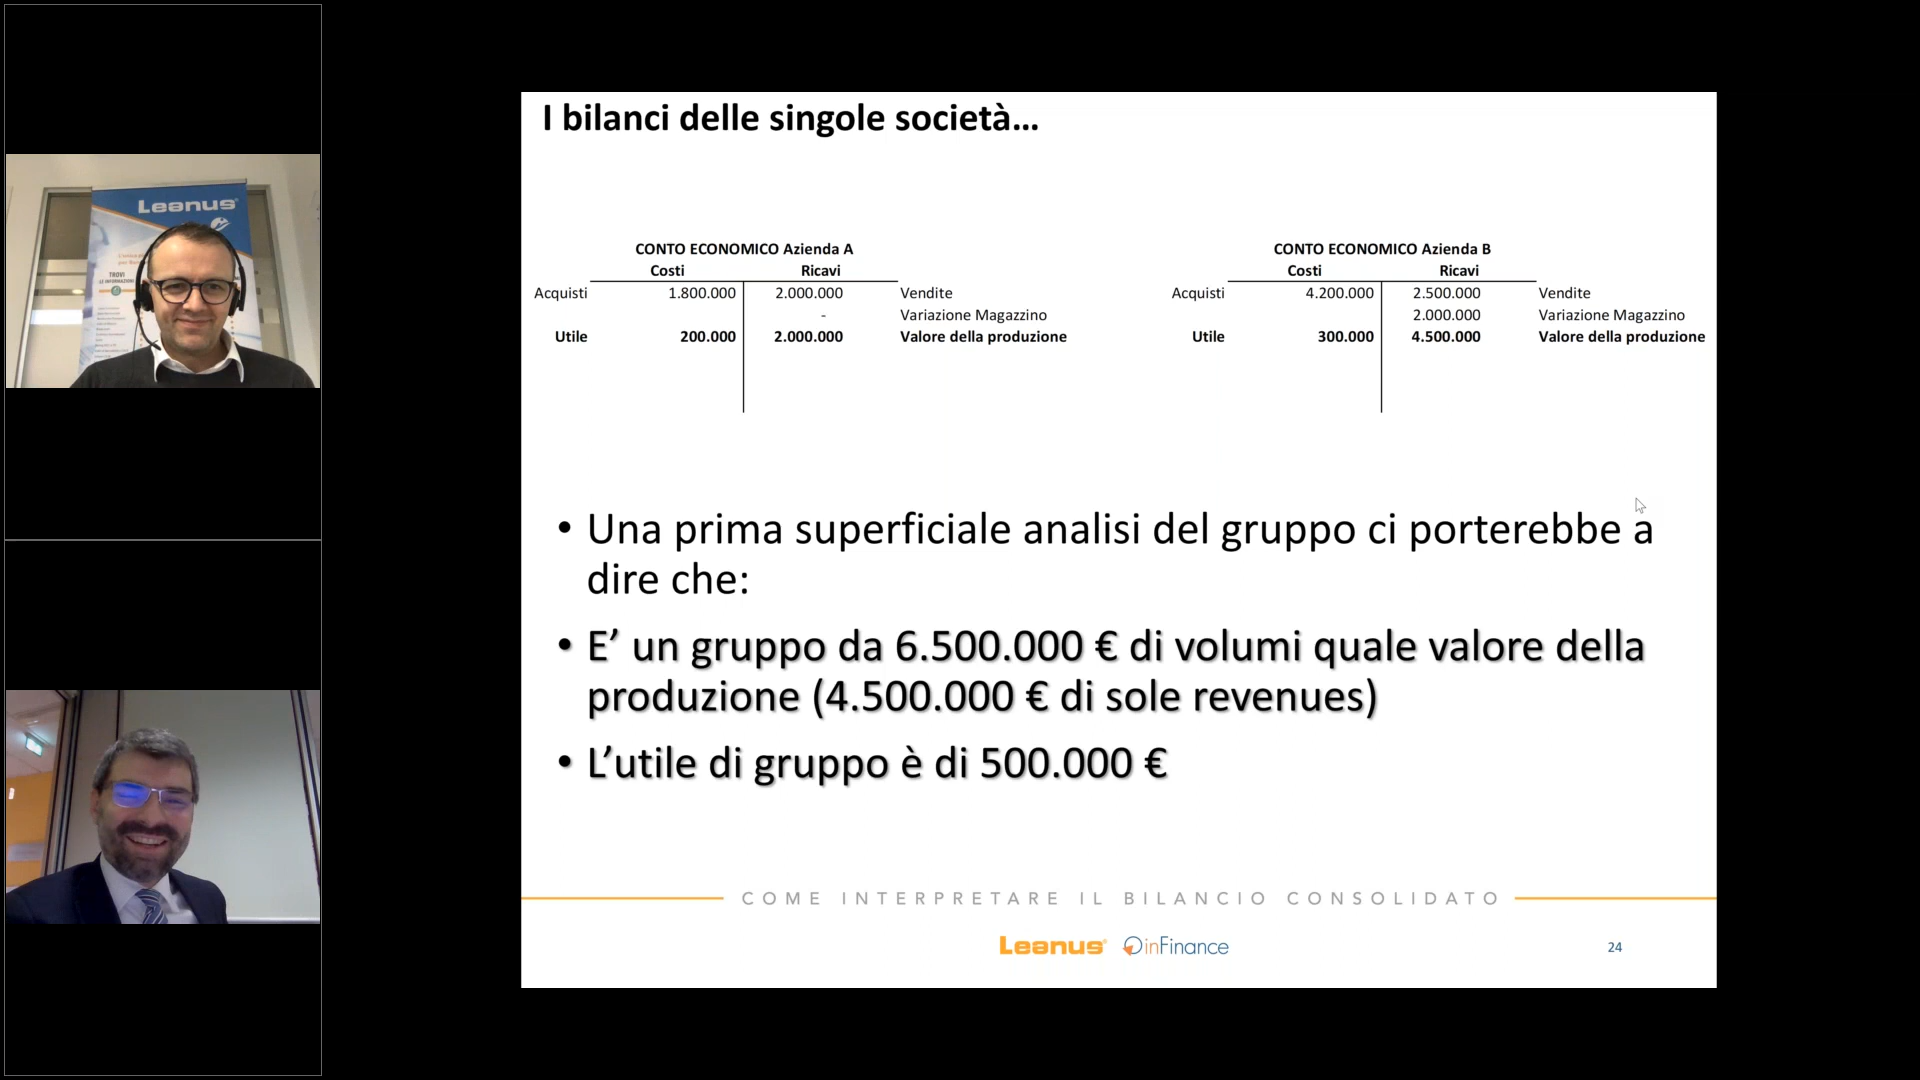 Leanus
TROVI
LE INFORMAZIONI
I bilanci delle singole società...
CONTO ECONOMICO Azienda A
Costi Ricavi
Acquisti 1.800.000 2.000.000 Vendite
- Variazione Magazzino
Utile 200.000 2.000.000 Valore della produzione
CONTO ECONOMICO Azienda B
Costi Ricavi
Acquisti 4.200.000 2.500.000 Vendite
2.000.000 Variazione Magazzino
Utile 300.000 4.500.000 Valore della produzione
• Una prima superficiale analisi del gruppo ci porterebbe a
dire che:
• E’ un gruppo da 6.500.000 € di volumi quale valore della
produzione (4.500.000 € di sole revenues)
• L’utile di gruppo è di 500.000 €
COME INTERPRETARE IL BILANCIO CONSOLIDATO
Leanus inFinance
24